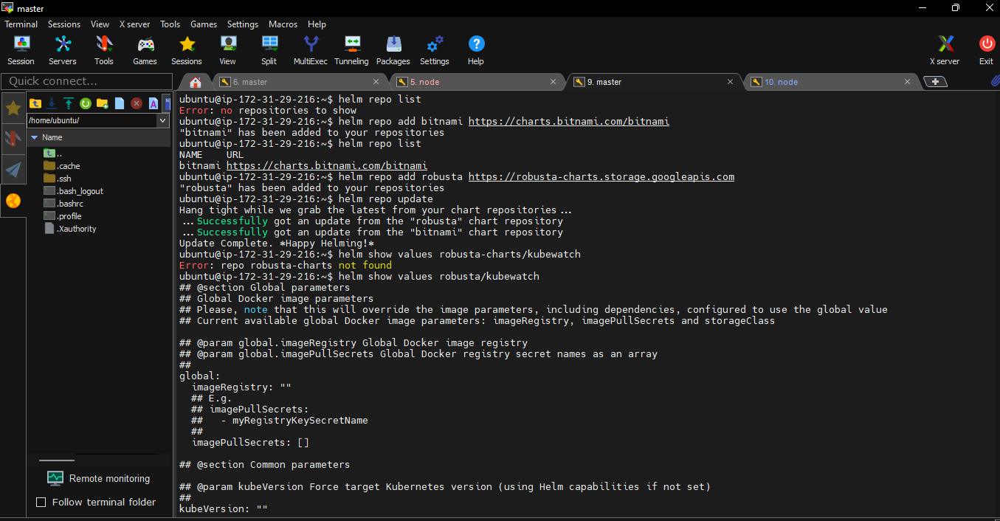 master
Terminal Sessions View X server Tools Games Settings Macros Help
Session Servers Tools Games Sessions View Split MultiExec Tunneling Packages Settings Help X server Exit
Quick connect...
6. master
5. node
9. master
10. node
/home/ubuntu/
Name
..
.cache
.ssh
.bash_logout
.bashrc
.profile
.Xauthority
Remote monitoring
Follow terminal folder
ubuntu@ip-172-31-29-216:~$ helm repo list
Error: no repositories to show
ubuntu@ip-172-31-29-216:~$ helm repo add bitnami https://charts.bitnami.com/bitnami
"bitnami" has been added to your repositories
ubuntu@ip-172-31-29-216:~$ helm repo list
NAME    URL
bitnami https://charts.bitnami.com/bitnami
ubuntu@ip-172-31-29-216:~$ helm repo add robusta https://robusta-charts.storage.googleapis.com
"robusta" has been added to your repositories
ubuntu@ip-172-31-29-216:~$ helm repo update
Hang tight while we grab the latest from your chart repositories...
...Successfully got an update from the "robusta" chart repository
...Successfully got an update from the "bitnami" chart repository
Update Complete. *Happy Helming!*
ubuntu@ip-172-31-29-216:~$ helm show values robusta-charts/kubewatch
Error: repo robusta-charts not found
ubuntu@ip-172-31-29-216:~$ helm show values robusta/kubewatch
## @section Global parameters
## Global Docker image parameters
## Please, note that this will override the image parameters, including dependencies, configured to use the global value
## Current available global Docker image parameters: imageRegistry, imagePullSecrets and storageClass
## @param global.imageRegistry Global Docker image registry
## @param global.imagePullSecrets Global Docker registry secret names as an array
##
global:
  imageRegistry: ""
  ## E.g.
  ## imagePullSecrets:
  ##   - myRegistryKeySecretName
  ##
  imagePullSecrets: []
## @section Common parameters
## @param kubeVersion Force target Kubernetes version (using Helm capabilities if not set)
##
kubeVersion: ""